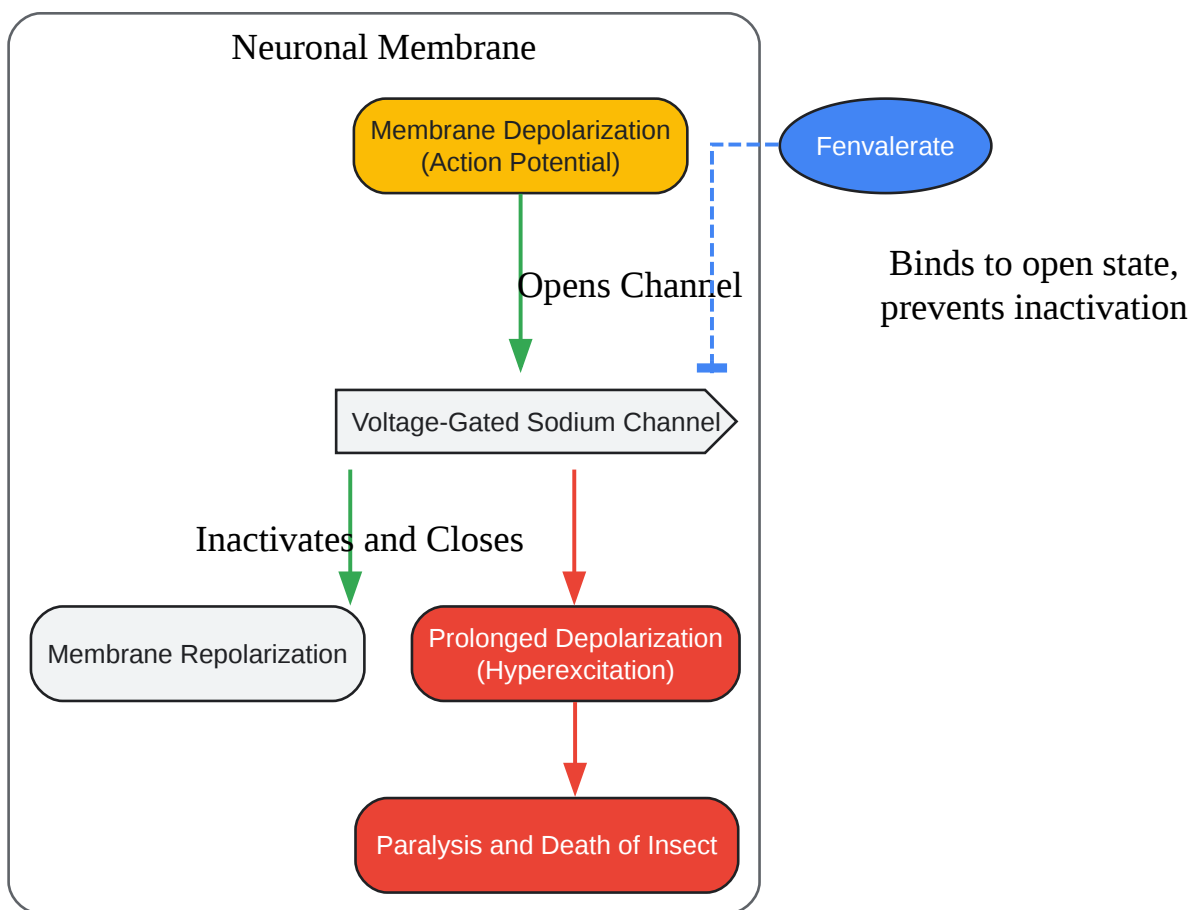 Neuronal Membrane
Membrane Depolarization
(Action Potential)
Fenvalerate
Binds to open state,
prevents inactivation
Opens Channel
Voltage-Gated Sodium Channel
Inactivates and Closes
Membrane Repolarization
Prolonged Depolarization
(Hyperexcitation)
Paralysis and Death of Insect